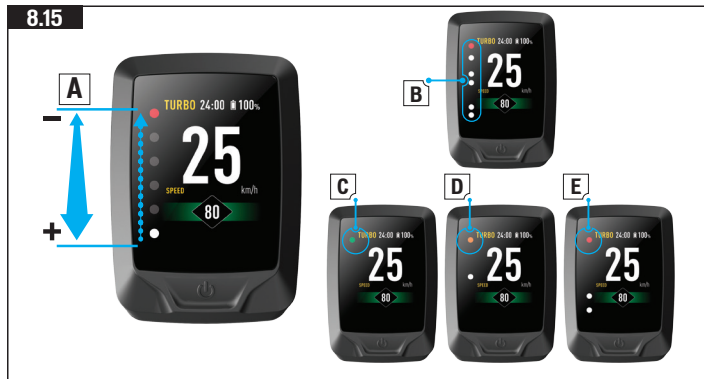 8.15
A
−
+
TURBO 24:00 100%
25
SPEED km/h
80
B
TURBO 24:00 100%
25
SPEED km/h
80
C
TURBO 24:00 100%
25
SPEED km/h
80
D
TURBO 24:00 100%
25
SPEED km/h
80
E
TURBO 24:00 100%
25
SPEED km/h
80